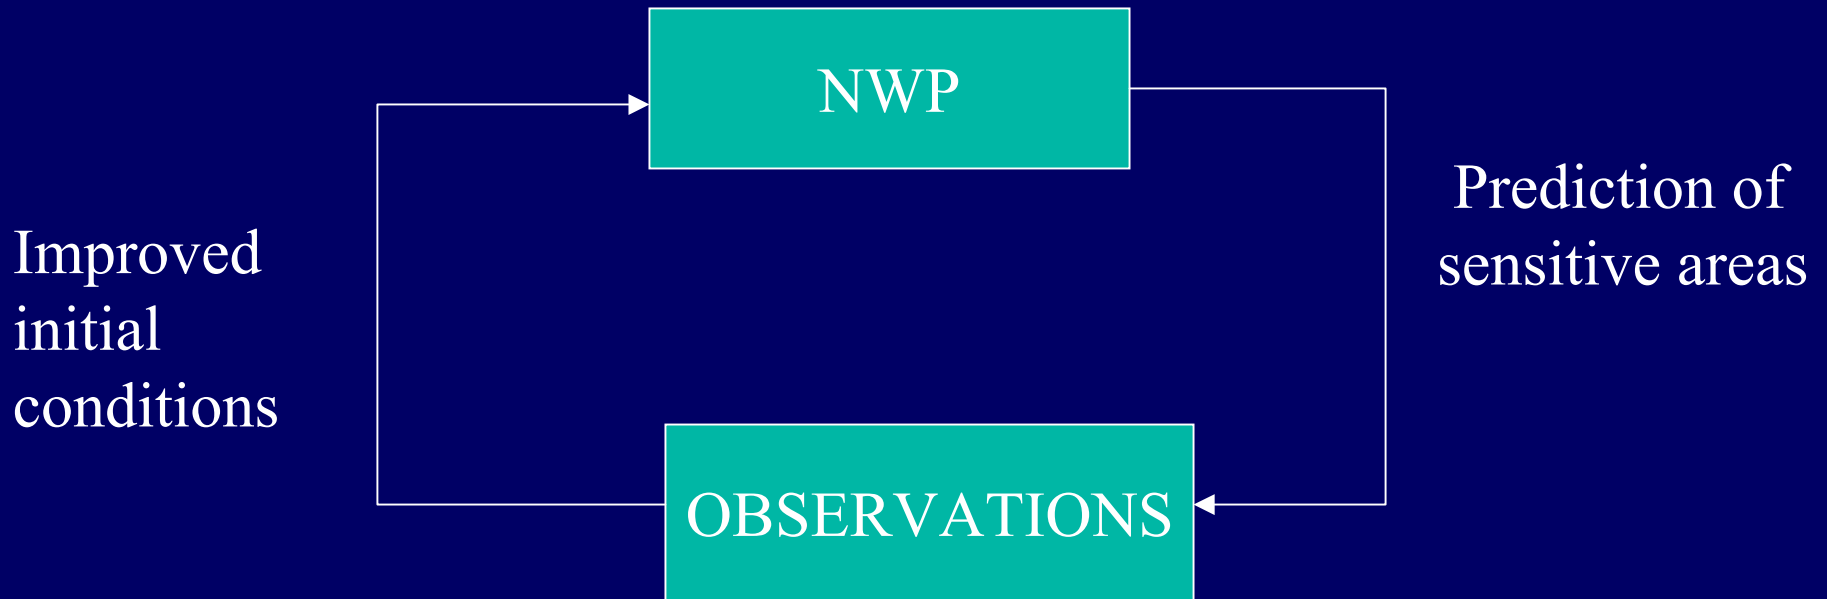 NWP
Prediction of
sensitive areas
Improved
initial
conditions
OBSERVATIONS